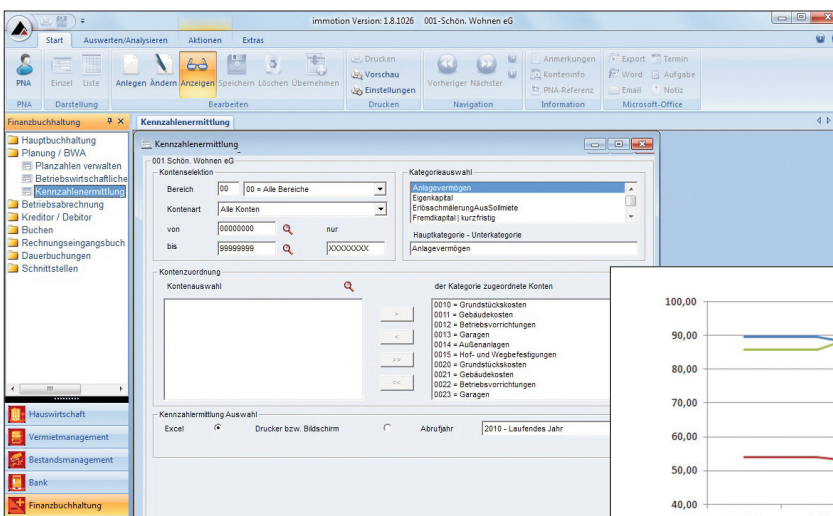 immotion Version: 1.8.1026 001-Schön. Wohnen eG
Start Auswerten/Analysieren Aktionen Extras
PNA
Einzel Liste
Anlegen Ändern Anzeigen Speichern Löschen Übernehmen
Drucken
Vorschau
Einstellungen
Vorheriger Nächster
Anmerkungen
Konteninfo
PNA-Referenz
Export Termin
Word Aufgabe
Email Notiz
PNA Darstellung Bearbeiten Drucken Navigation Information Microsoft-Office
Finanzbuchhaltung
Hauptbuchhaltung
Planung / BWA
Planzahlen verwalten
Betriebswirtschaftliche
Kennzahlenermittlung
Betriebsabrechnung
Kreditor / Debitor
Buchen
Rechnungseingangsbuch
Dauerbuchungen
Schnittstellen
Hauswirtschaft
Vermietmanagement
Bestandsmanagement
Bank
Finanzbuchhaltung
Kennzahlenermittlung
Kennzahlenermittlung
001 Schön. Wohnen eG
Kontenselektion
Bereich 00 00 = Alle Bereiche
Kontenart Alle Konten
von 00000000 nur
bis 99999999 XXXXXXXX
Kategorieauswahl
Anlagevermögen
Eigenkapital
ErlösschmälerungAusSollmiete
Fremdkapital | kurzfristig
Hauptkategorie - Unterkategorie
Anlagevermögen
Kontenzuordnung
Kontenauswahl
>
<
>>
<<
der Kategorie zugeordnete Konten
0010 = Grundstückskosten
0011 = Gebäudekosten
0012 = Betriebsvorrichtungen
0013 = Garagen
0014 = Außenanlagen
0015 = Hof- und Wegbefestigungen
0020 = Grundstückskosten
0021 = Gebäudekosten
0022 = Betriebsvorrichtungen
0023 = Garagen
Kennzahlermittlung Auswahl
Excel Drucker bzw. Bildschirm Abrufjahr 2010 - Laufendes Jahr
100,00
90,00
80,00
70,00
60,00
50,00
40,00